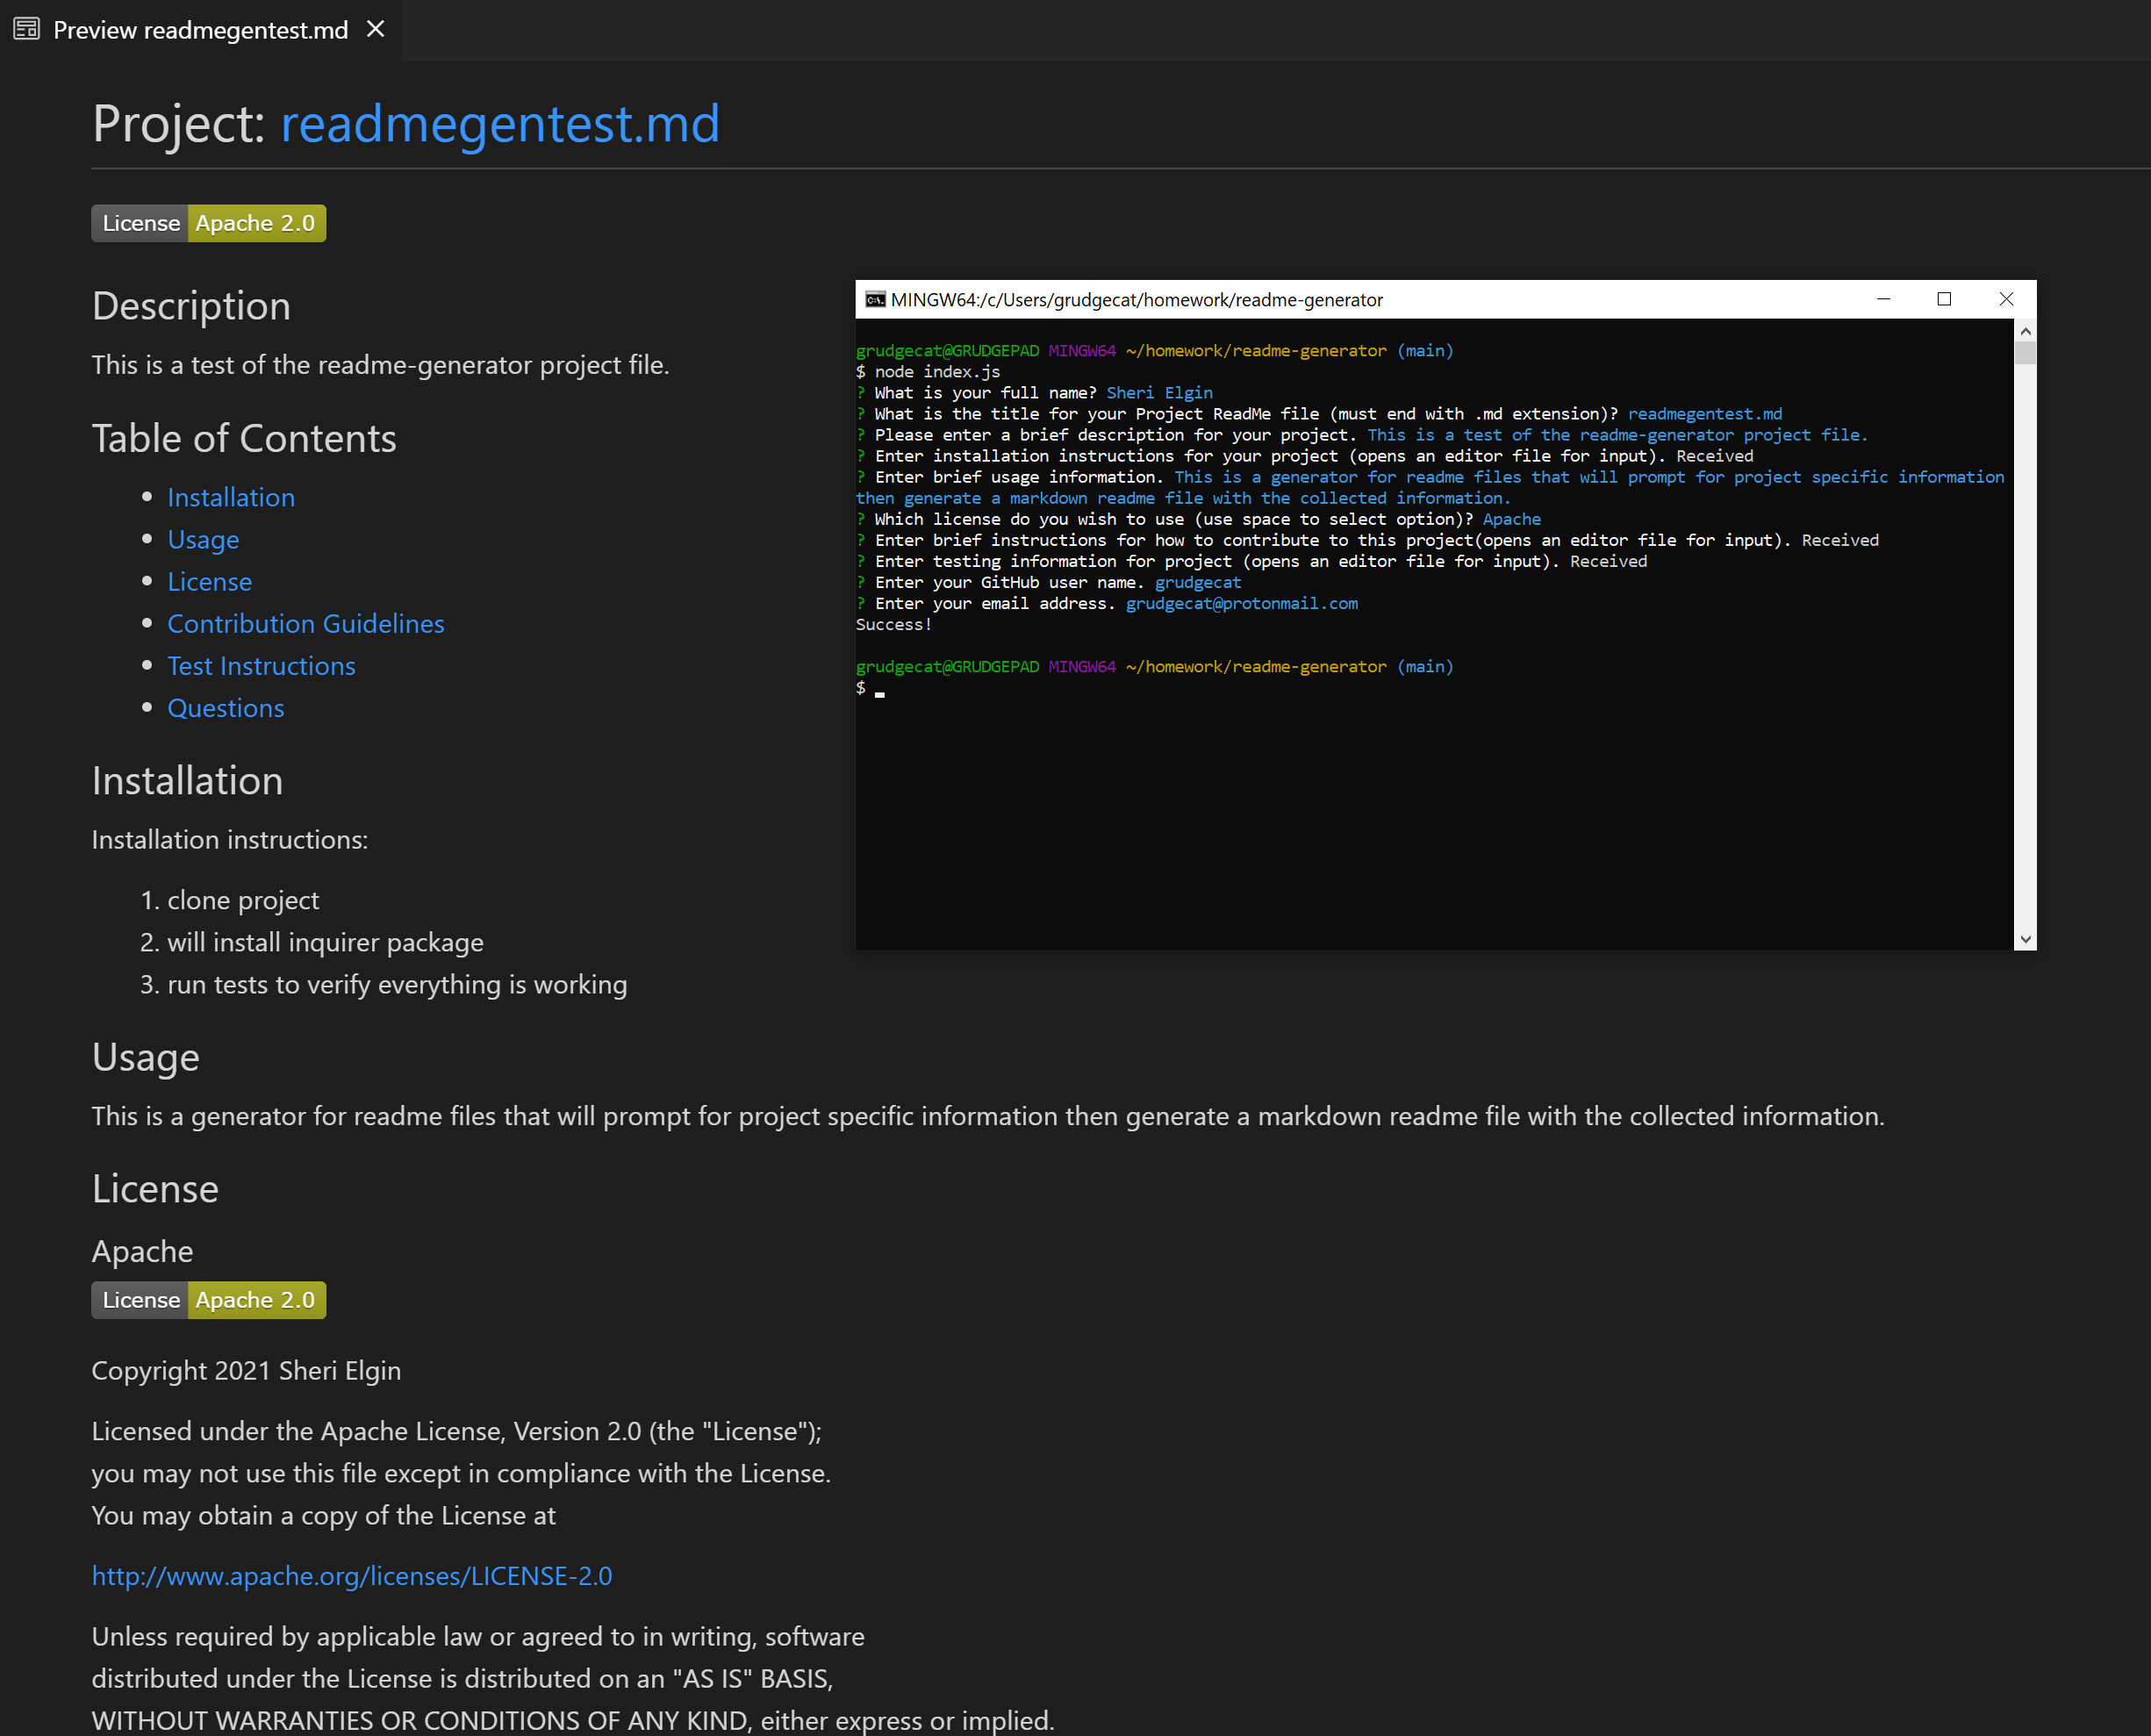 Preview readmegentest.md
Project: readmegentest.md
License Apache 2.0
Description
This is a test of the readme-generator project file.
Table of Contents
Installation
Usage
License
Contribution Guidelines
Test Instructions
Questions
Installation
Installation instructions:
1. clone project
2. will install inquirer package
3. run tests to verify everything is working
Usage
This is a generator for readme files that will prompt for project specific information then generate a markdown readme file with the collected information.
License
Apache
License Apache 2.0
Copyright 2021 Sheri Elgin
Licensed under the Apache License, Version 2.0 (the "License");
you may not use this file except in compliance with the License.
You may obtain a copy of the License at
http://www.apache.org/licenses/LICENSE-2.0
Unless required by applicable law or agreed to in writing, software
distributed under the License is distributed on an "AS IS" BASIS,
WITHOUT WARRANTIES OR CONDITIONS OF ANY KIND, either express or implied.
MINGW64:/c/Users/grudgecat/homework/readme-generator
grudgecat@GRUDGEPAD MINGW64 ~/homework/readme-generator (main)
$ node index.js
? What is your full name? Sheri Elgin
? What is the title for your Project ReadMe file (must end with .md extension)? readmegentest.md
? Please enter a brief description for your project. This is a test of the readme-generator project file.
? Enter installation instructions for your project (opens an editor file for input). Received
? Enter brief usage information. This is a generator for readme files that will prompt for project specific information
then generate a markdown readme file with the collected information.
? Which license do you wish to use (use space to select option)? Apache
? Enter brief instructions for how to contribute to this project(opens an editor file for input). Received
? Enter testing information for project (opens an editor file for input). Received
? Enter your GitHub user name. grudgecat
? Enter your email address. grudgecat@protonmail.com
Success!
grudgecat@GRUDGEPAD MINGW64 ~/homework/readme-generator (main)
$